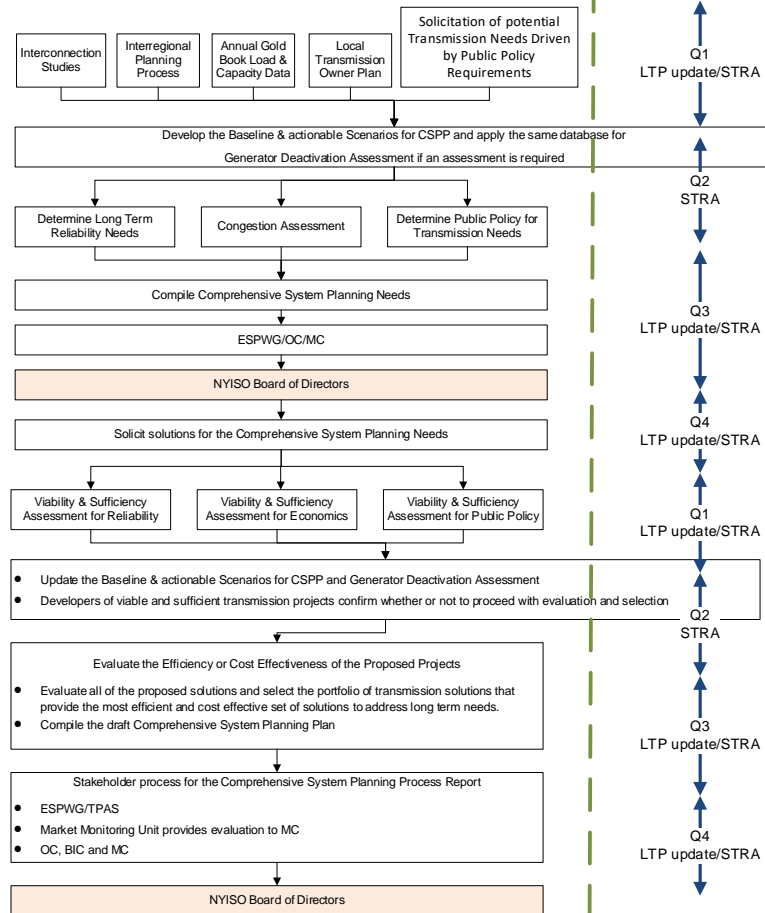 Interconnection
Studies
Interregional
Planning
Process
Annual Gold
Book Load &
Capacity Data
Local
Transmission
Owner Plan
Solicitation of potential
Transmission Needs Driven
by Public Policy
Requirements
Q1
LTP update/STRA
Develop the Baseline & actionable Scenarios for CSPP and apply the same database for
Generator Deactivation Assessment if an assessment is required
Q2
STRA
Determine Long Term
Reliability Needs
Congestion Assessment
Determine Public Policy for
Transmission Needs
Compile Comprehensive System Planning Needs
Q3
LTP update/STRA
ESPWG/OC/MC
NYISO Board of Directors
Solicit solutions for the Comprehensive System Planning Needs
Q4
LTP update/STRA
Viability & Sufficiency
Assessment for Reliability
Viability & Sufficiency
Assessment for Economics
Viability & Sufficiency
Assessment for Public Policy
Q1
LTP update/STRA
• Update the Baseline & actionable Scenarios for CSPP and Generator Deactivation Assessment
• Developers of viable and sufficient transmission projects confirm whether or not to proceed with evaluation and selection
Q2
STRA
Evaluate the Efficiency or Cost Effectiveness of the Proposed Projects
• Evaluate all of the proposed solutions and select the portfolio of transmission solutions that
provide the most efficient and cost effective set of solutions to address long term needs.
• Compile the draft Comprehensive System Planning Plan
Q3
LTP update/STRA
Stakeholder process for the Comprehensive System Planning Process Report
• ESPWG/TPAS
• Market Monitoring Unit provides evaluation to MC
• OC, BIC and MC
Q4
LTP update/STRA
NYISO Board of Directors